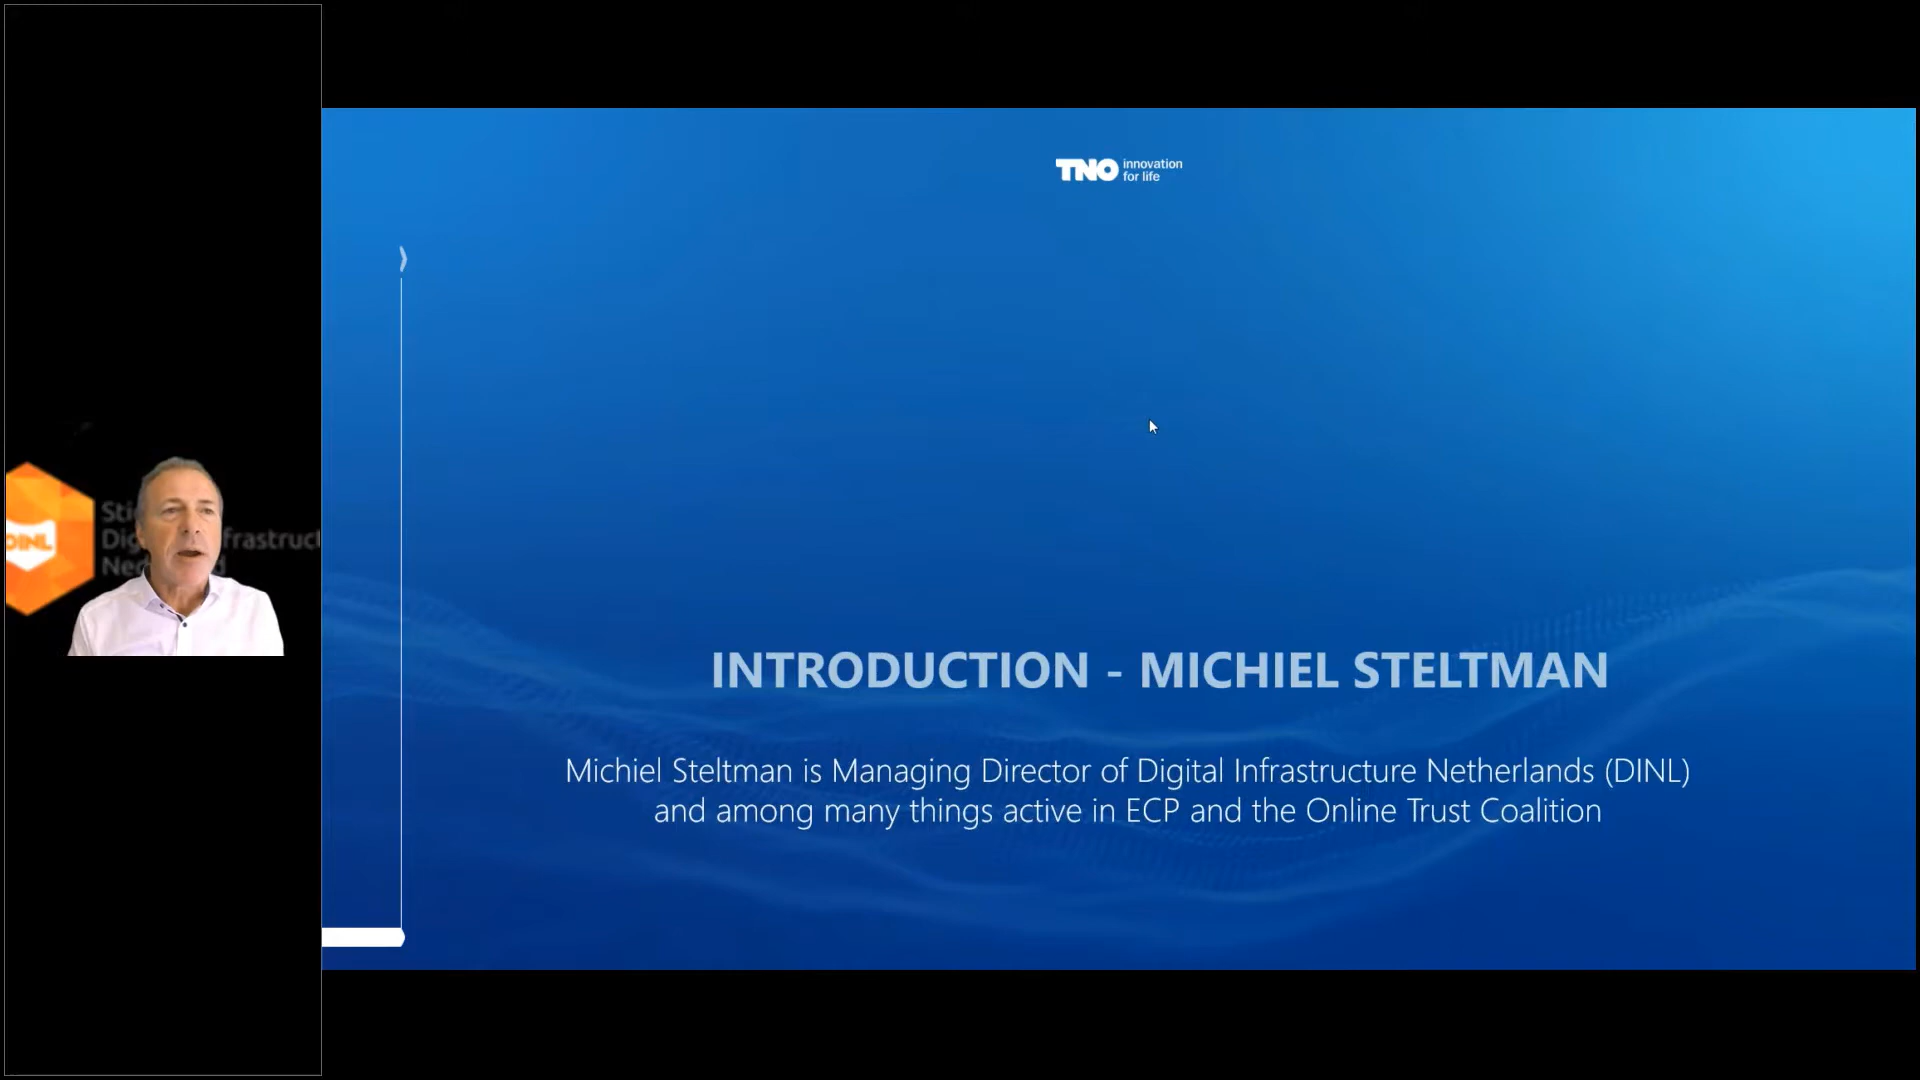 TNO innovation
for life
DINL
frastruct
INTRODUCTION - MICHIEL STELTMAN
Michiel Steltman is Managing Director of Digital Infrastructure Netherlands (DINL)
and among many things active in ECP and the Online Trust Coalition